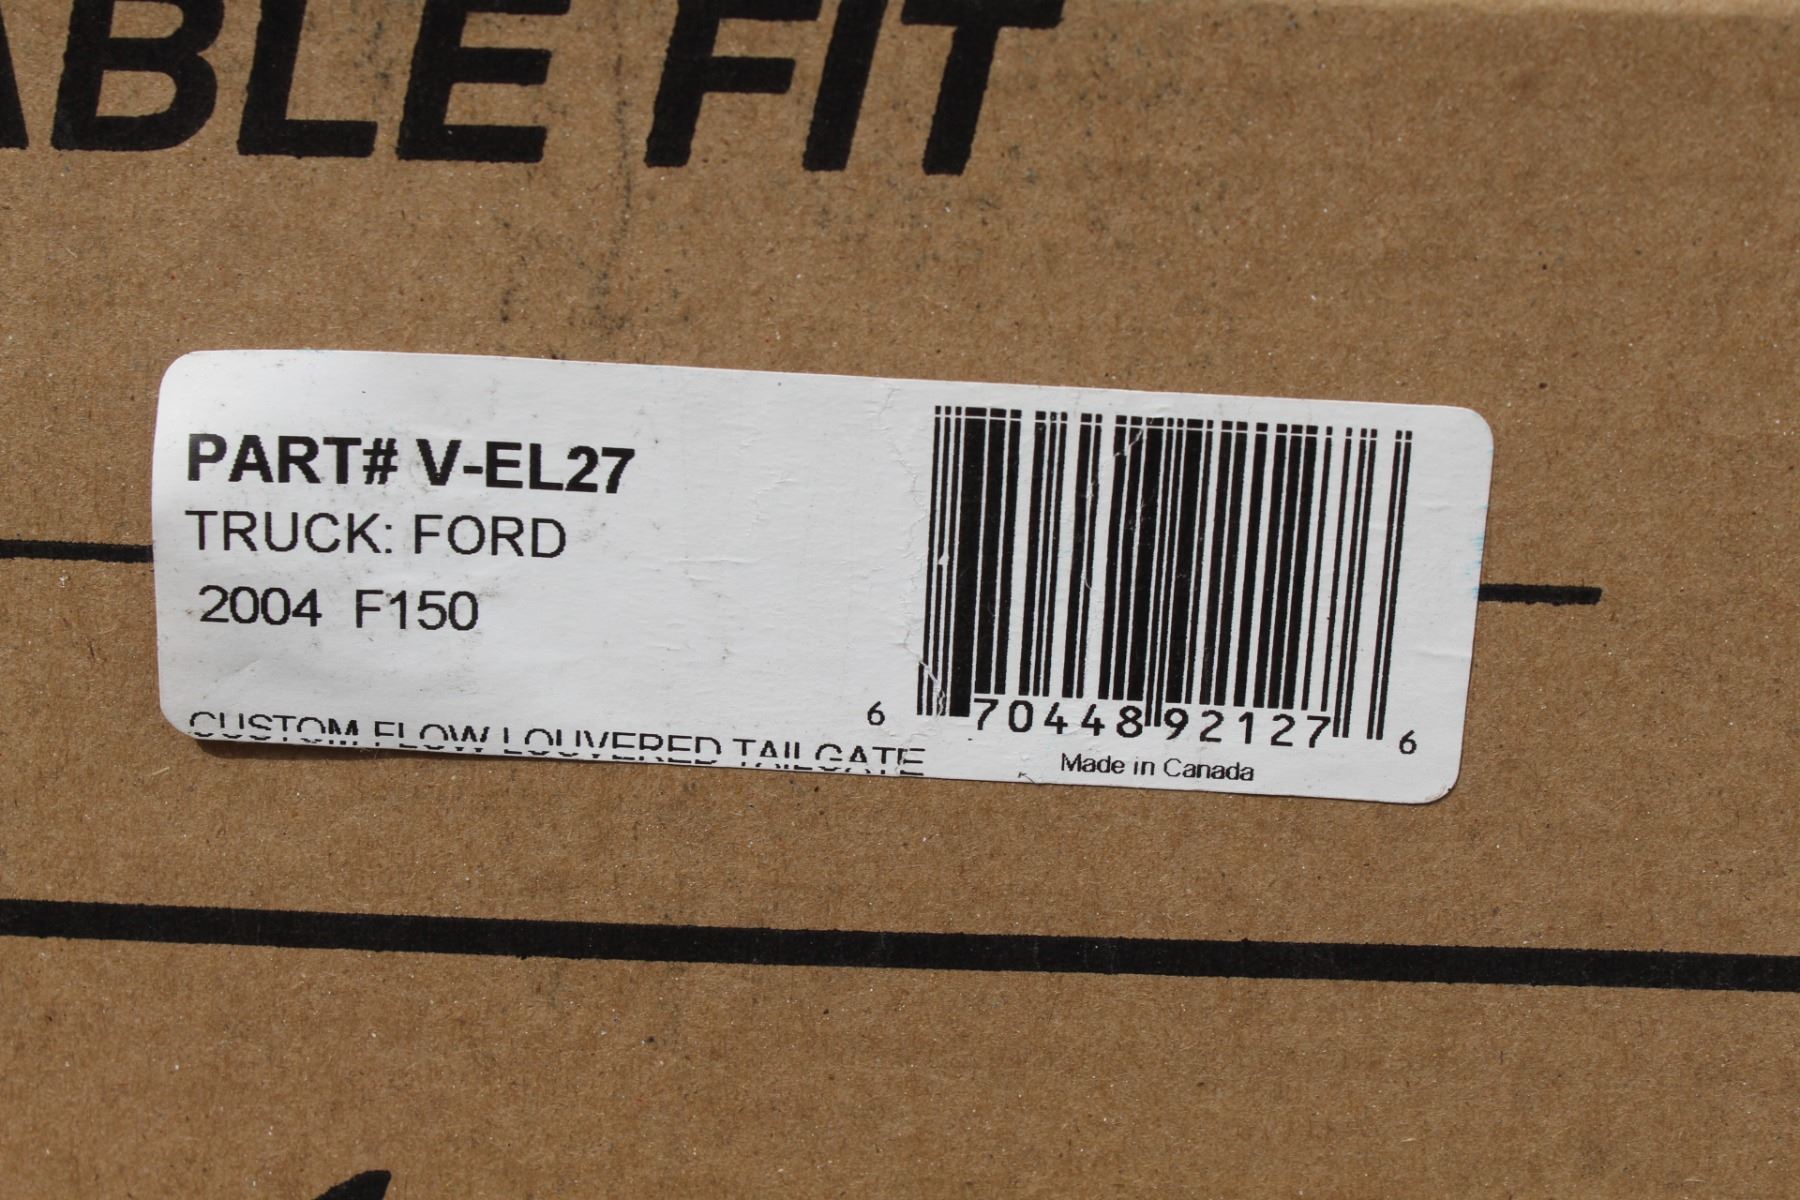 ABLE FIT
PART# V-EL27
TRUCK: FORD
2004 F150
CUSTOM FLOW LOUVERED TAILGATE
6 70448 92127 6
Made in Canada